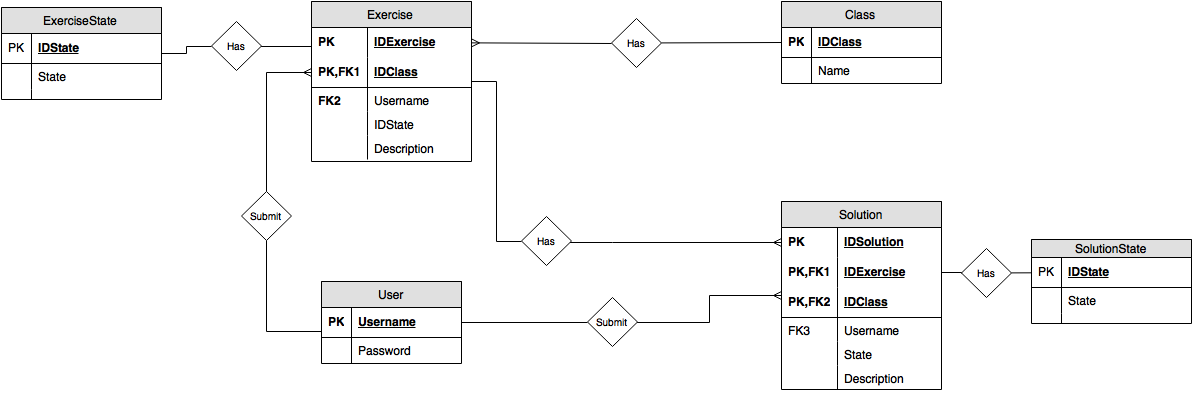 ExerciseState
PK IDState
State
Has
Exercise
PK IDExercise
PK,FK1 IDClass
FK2 Username
IDState
Description
Has
Class
PK IDClass
Name
Submit
Has
Solution
PK IDSolution
PK,FK1 IDExercise
PK,FK2 IDClass
FK3 Username
State
Description
Has
SolutionState
PK IDState
State
User
PK Username
Password
Submit